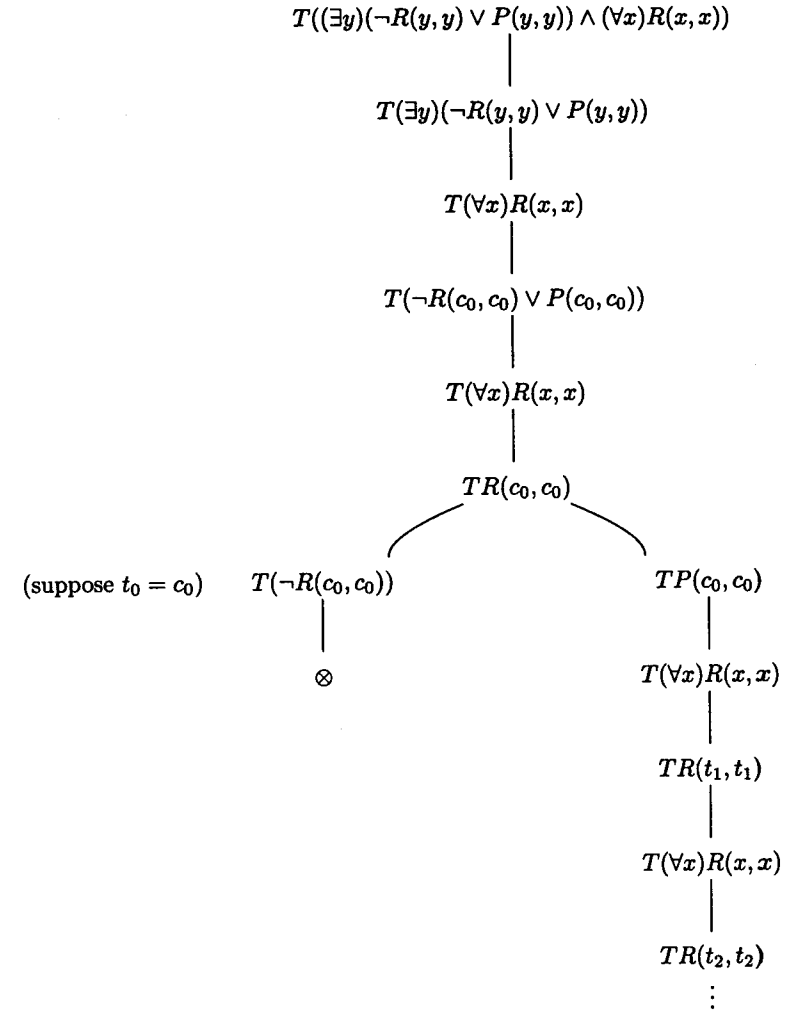 T((∃y)(¬R(y, y) ∨ P(y, y)) ∧ (∀x)R(x, x))
T(∃y)(¬R(y, y) ∨ P(y, y))
T(∀x)R(x, x)
T(¬R(c₀, c₀) ∨ P(c₀, c₀))
T(∀x)R(x, x)
TR(c₀, c₀)
(suppose t₀ = c₀) T(¬R(c₀, c₀)) TP(c₀, c₀)
⊗ T(∀x)R(x, x)
TR(t₁, t₁)
T(∀x)R(x, x)
TR(t₂, t₂)
⋮